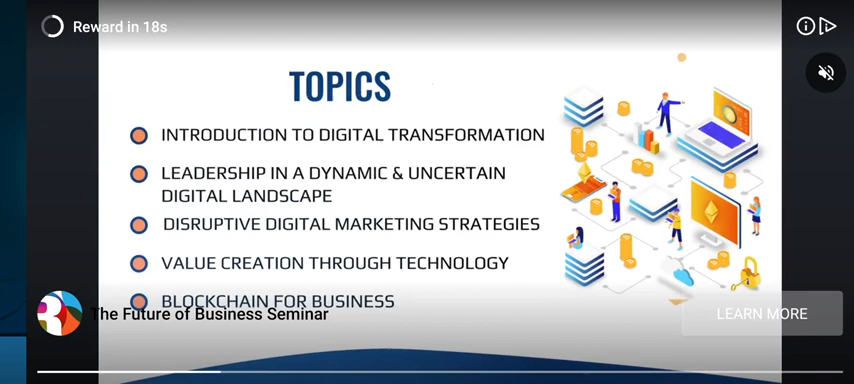 Reward in 18s
TOPICS
INTRODUCTION TO DIGITAL TRANSFORMATION
LEADERSHIP IN A DYNAMIC & UNCERTAIN
DIGITAL LANDSCAPE
DISRUPTIVE DIGITAL MARKETING STRATEGIES
VALUE CREATION THROUGH TECHNOLOGY
BLOCKCHAIN FOR BUSINESS
The Future of Business Seminar
LEARN MORE